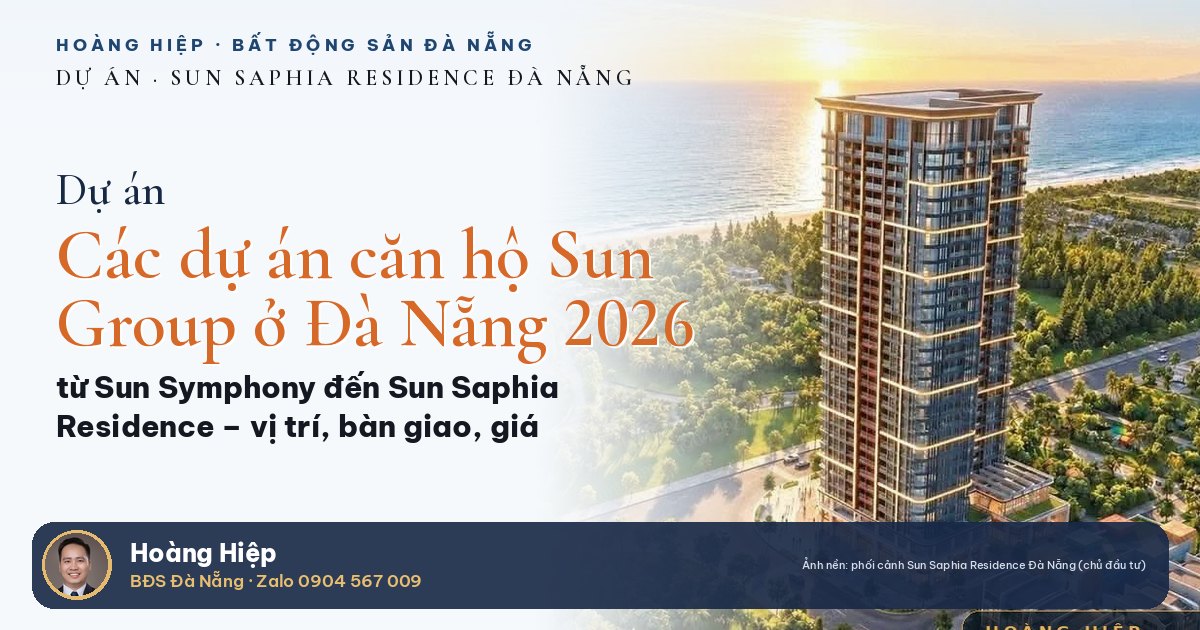 HOÀNG HIỆP · BẤT ĐỘNG SẢN ĐÀ NẴNG
DỰ ÁN · SUN SAPHIA RESIDENCE ĐÀ NẴNG
Dự án
Các dự án căn hộ Sun
Group ở Đà Nẵng 2026
từ Sun Symphony đến Sun Saphia
Residence – vị trí, bàn giao, giá
Hoàng Hiệp
BĐS Đà Nẵng · Zalo 0904 567 009
Ảnh nền: phối cảnh Sun Saphia Residence Đà Nẵng (chủ đầu tư)
HOÀNG HIỆP